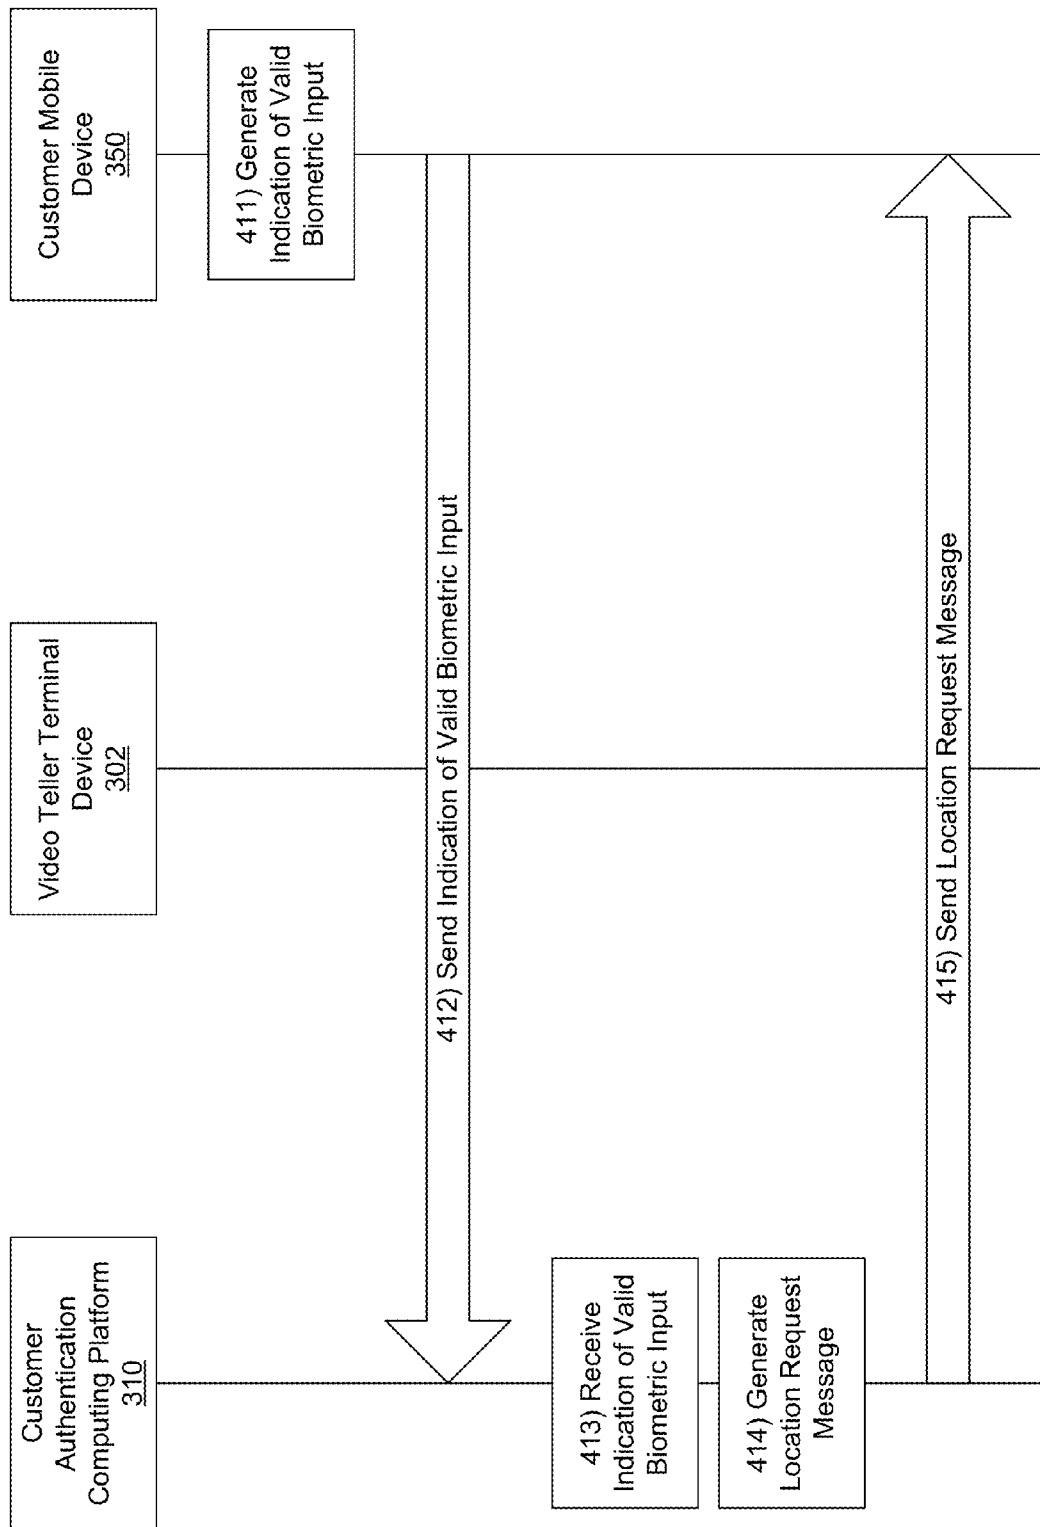 Customer
Authentication
Computing Platform
310
Video Teller Terminal
Device
302
Customer Mobile
Device
350
411) Generate
Indication of Valid
Biometric Input
412) Send Indication of Valid Biometric Input
413) Receive
Indication of Valid
Biometric Input
414) Generate
Location Request
Message
415) Send Location Request Message